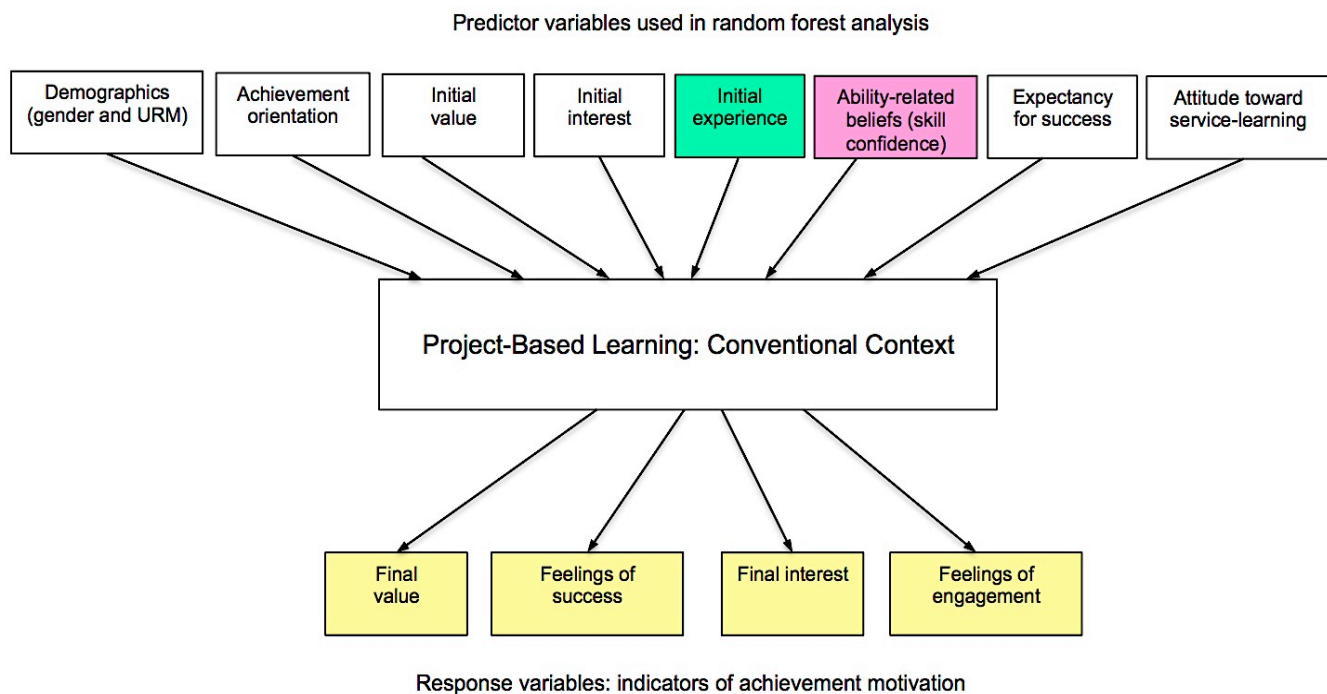 Predictor variables used in random forest analysis
Demographics
(gender and URM)
Achievement
orientation
Initial
value
Initial
interest
Initial
experience
Ability-related
beliefs (skill
confidence)
Expectancy
for success
Attitude toward
service-learning
Project-Based Learning: Conventional Context
Final
value
Feelings of
success
Final interest
Feelings of
engagement
Response variables: indicators of achievement motivation